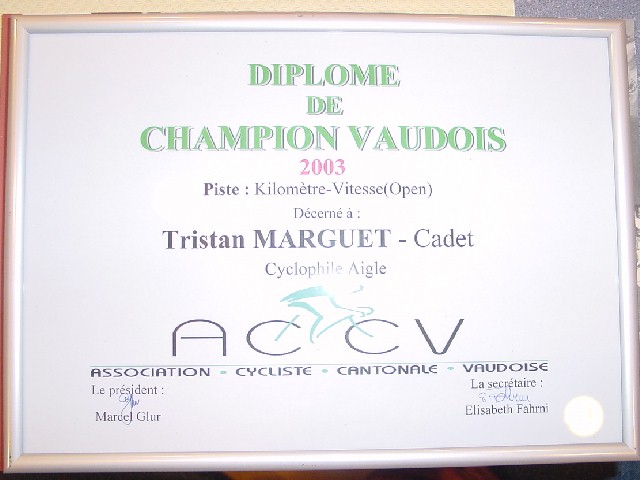 DIPLOME
DE
CHAMPION VAUDOIS
2003
Piste : Kilomètre-Vitesse(Open)
Décerné à :
Tristan MARGUET - Cadet
Cyclophile Aigle
ACCV
ASSOCIATION • CYCLISTE • CANTONALE • VAUDOISE
Le président :
Marcel Glur
La secrétaire :
Elisabeth Fahrni